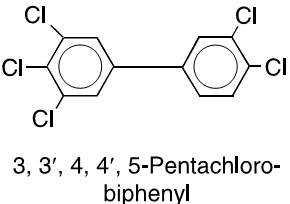 Cl
Cl
Cl
Cl
Cl
3, 3′, 4, 4′, 5-Pentachloro-
biphenyl